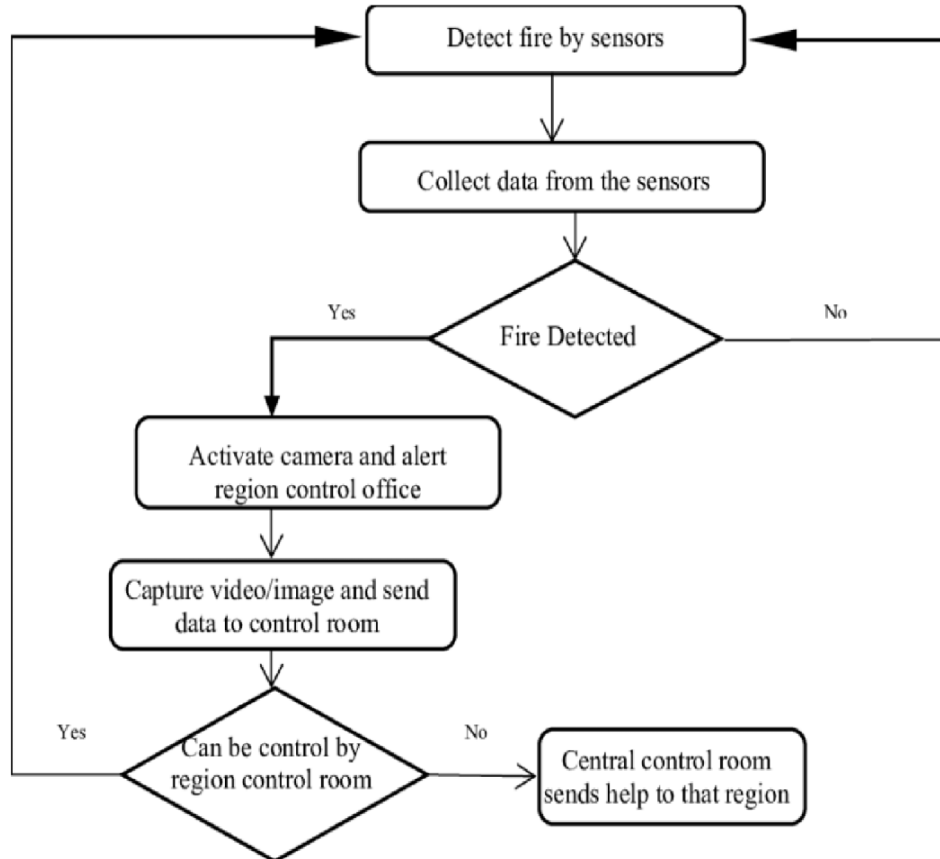 Detect fire by sensors
Collect data from the sensors
Yes
No
Fire Detected
Activate camera and alert
region control office
Capture video/image and send
data to control room
Yes
No
Can be control by
region control room
Central control room
sends help to that region